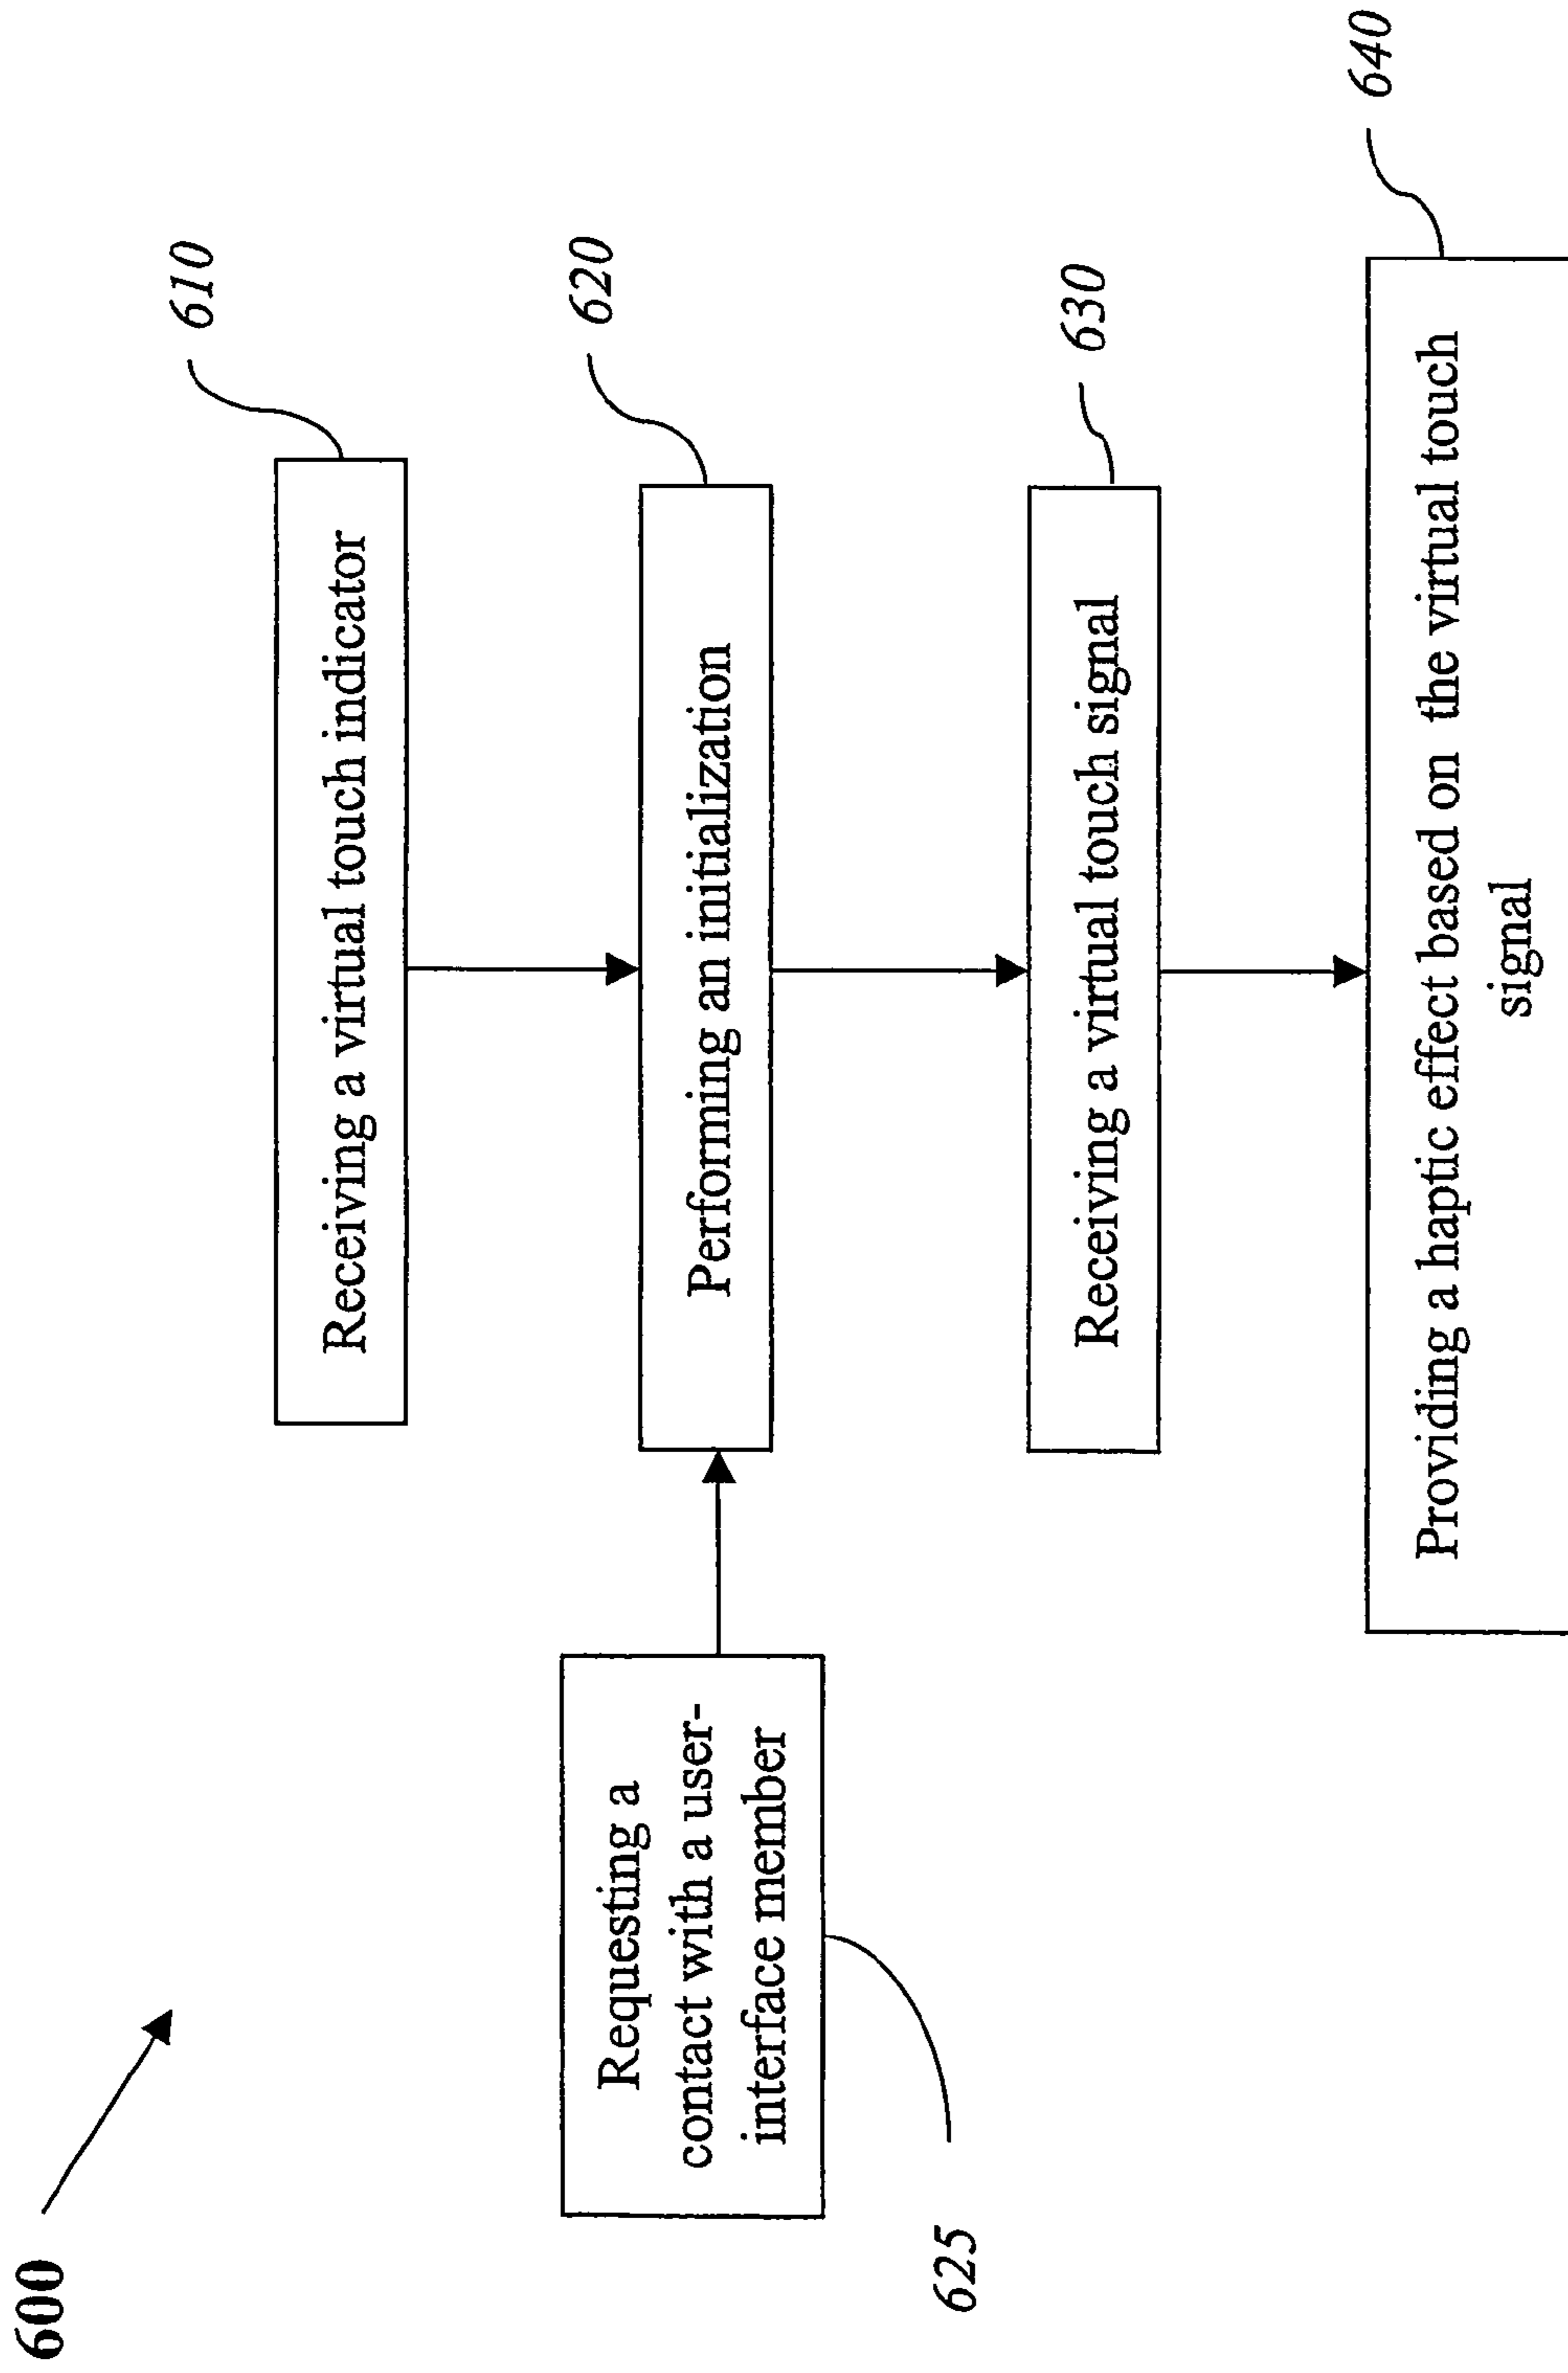 600
Receiving a virtual touch indicator
610
Performing an initialization
620
Requesting a
contact with a user-
interface member
625
Receiving a virtual touch signal
630
Providing a haptic effect based on the virtual touch
signal
640